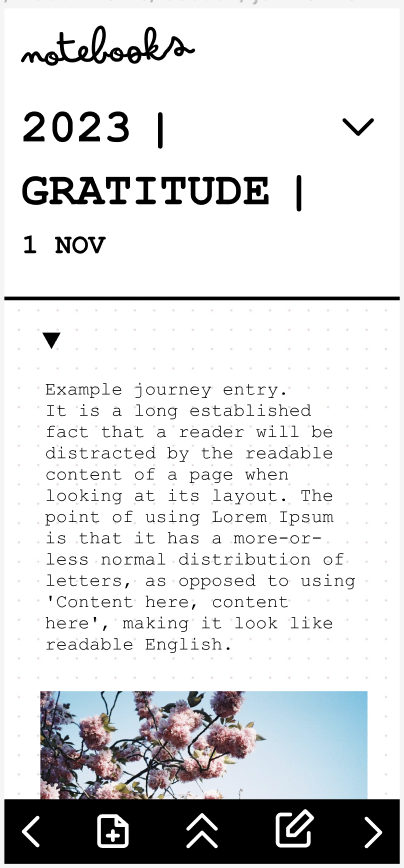 notebooks
2023 |
GRATITUDE |
1 NOV
Example journey entry.
It is a long established
fact that a reader will be
distracted by the readable
content of a page when
looking at its layout. The
point of using Lorem Ipsum
is that it has a more-or-
less normal distribution of
letters, as opposed to using
'Content here, content
here', making it look like
readable English.